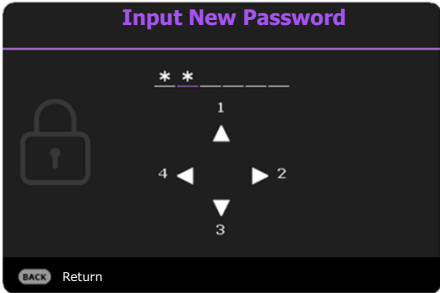 Input New Password
* * _ _ _ _
1
4 2
3
BACK Return